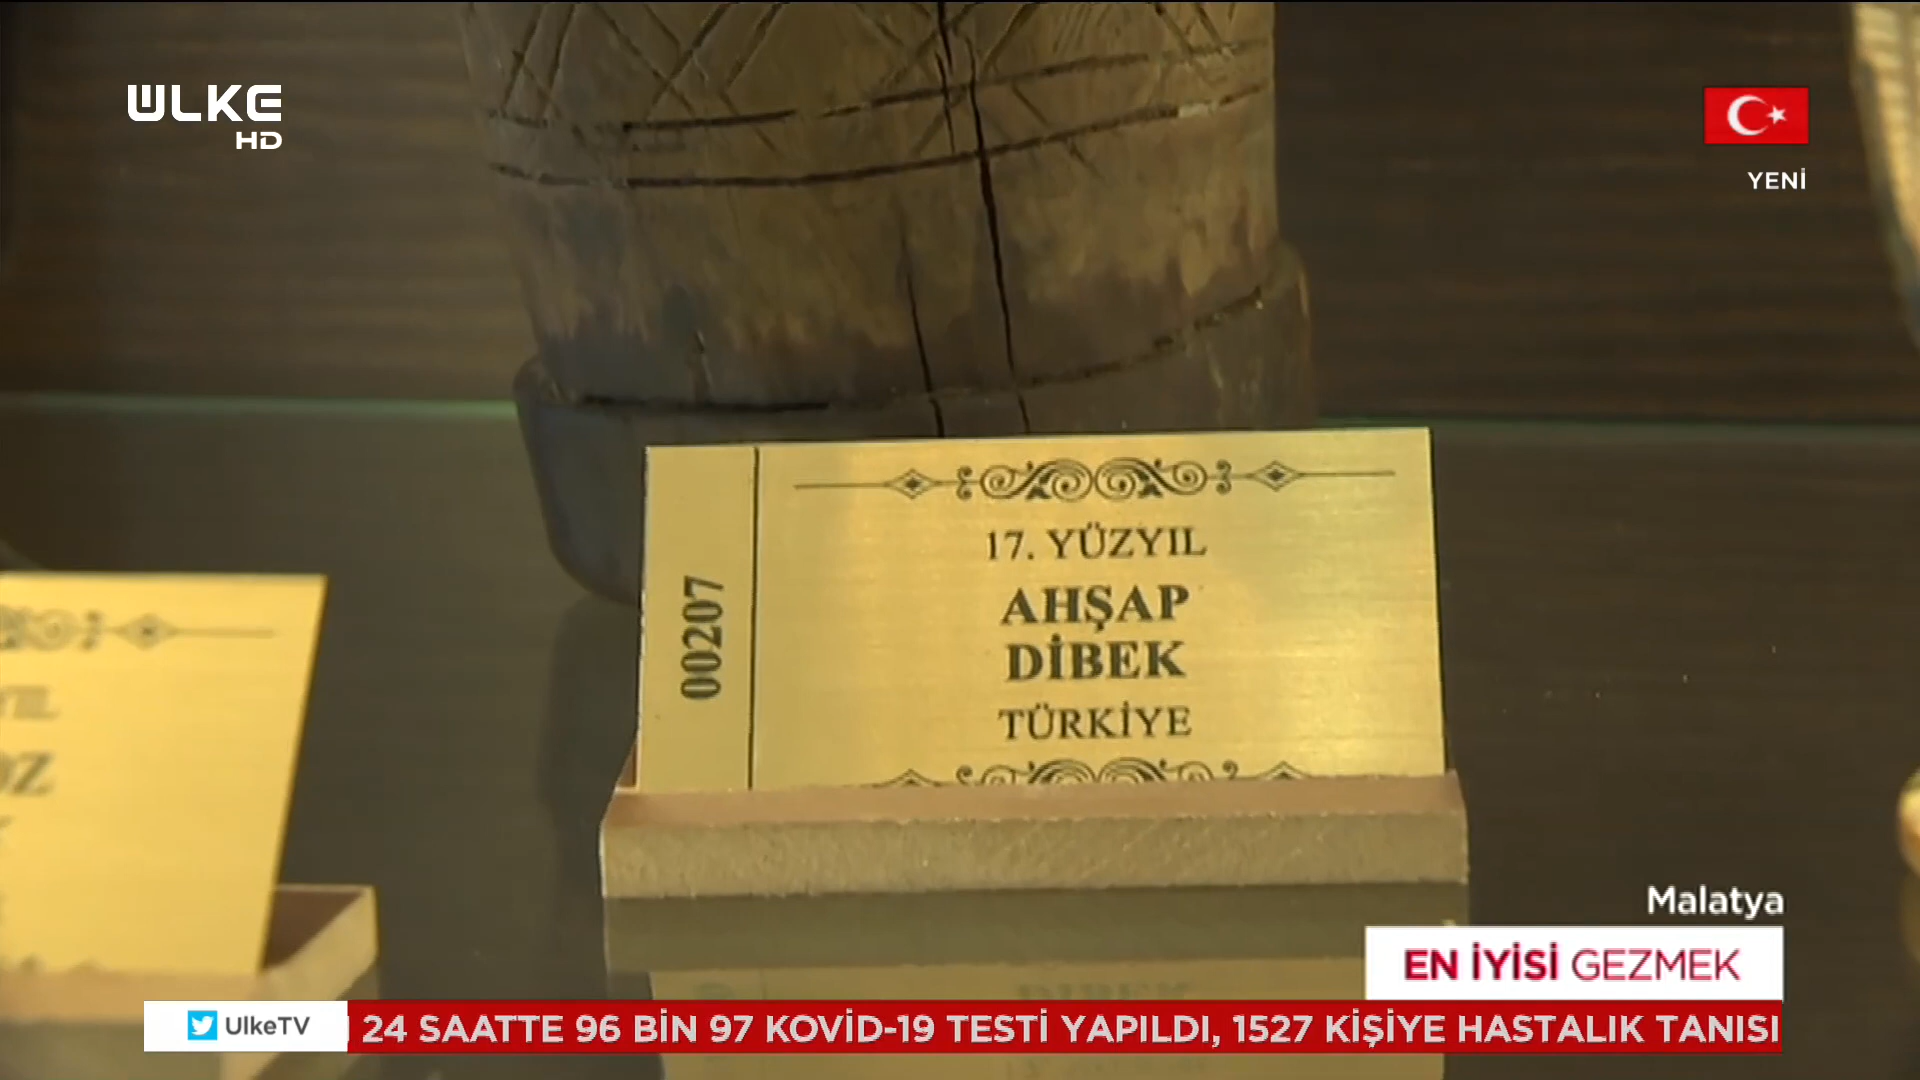 ULKE
HD
YENİ
17. YÜZYIL
AHŞAP
DİBEK
TÜRKİYE
00207
Malatya
EN İYİSİ GEZMEK
UlkeTV
24 SAATTE 96 BİN 97 KOVİD-19 TESTİ YAPILDI, 1527 KİŞİYE HASTALIK TANISI